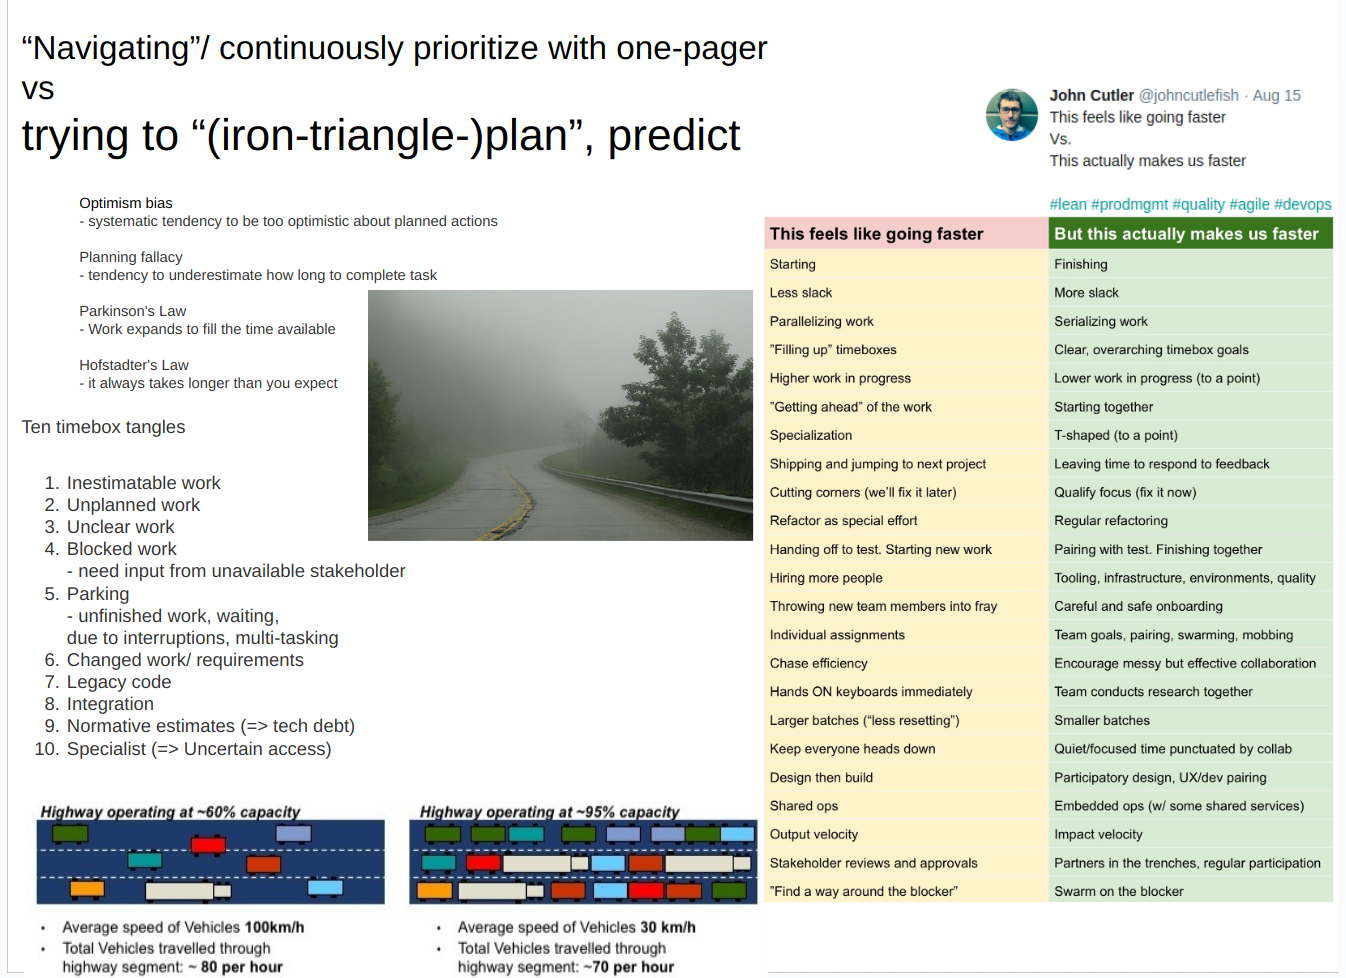 “Navigating”/ continuously prioritize with one-pager
vs
trying to “(iron-triangle-)plan”, predict
Optimism bias
- systematic tendency to be too optimistic about planned actions
Planning fallacy
- tendency to underestimate how long to complete task
Parkinson's Law
- Work expands to fill the time available
Hofstadter's Law
- it always takes longer than you expect
Ten timebox tangles
1. Inestimatable work
2. Unplanned work
3. Unclear work
4. Blocked work
- need input from unavailable stakeholder
5. Parking
- unfinished work, waiting,
due to interruptions, multi-tasking
6. Changed work/ requirements
7. Legacy code
8. Integration
9. Normative estimates (=> tech debt)
10. Specialist (=> Uncertain access)
Highway operating at ~60% capacity
• Average speed of Vehicles 100km/h
• Total Vehicles travelled through
highway segment: ~ 80 per hour
Highway operating at ~95% capacity
• Average speed of Vehicles 30 km/h
• Total Vehicles travelled through
highway segment: ~70 per hour
John Cutler @johncutlefish · Aug 15
This feels like going faster
Vs.
This actually makes us faster
#lean #prodmgmt #quality #agile #devops
This feels like going faster But this actually makes us faster
Starting Finishing
Less slack More slack
Parallelizing work Serializing work
”Filling up” timeboxes Clear, overarching timebox goals
Higher work in progress Lower work in progress (to a point)
”Getting ahead” of the work Starting together
Specialization T-shaped (to a point)
Shipping and jumping to next project Leaving time to respond to feedback
Cutting corners (we’ll fix it later) Qualify focus (fix it now)
Refactor as special effort Regular refactoring
Handing off to test. Starting new work Pairing with test. Finishing together
Hiring more people Tooling, infrastructure, environments, quality
Throwing new team members into fray Careful and safe onboarding
Individual assignments Team goals, pairing, swarming, mobbing
Chase efficiency Encourage messy but effective collaboration
Hands ON keyboards immediately Team conducts research together
Larger batches (“less resetting”) Smaller batches
Keep everyone heads down Quiet/focused time punctuated by collab
Design then build Participatory design, UX/dev pairing
Shared ops Embedded ops (w/ some shared services)
Output velocity Impact velocity
Stakeholder reviews and approvals Partners in the trenches, regular participation
”Find a way around the blocker” Swarm on the blocker